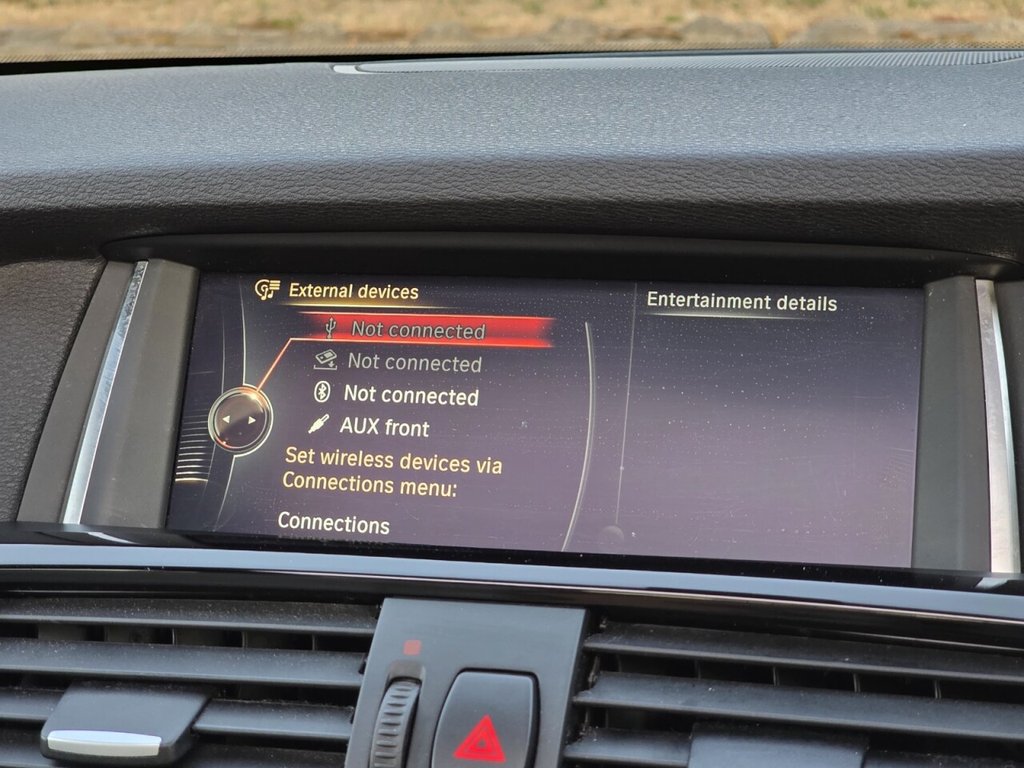 External devices
Entertainment details
Not connected
Not connected
Not connected
AUX front
Set wireless devices via
Connections menu:
Connections